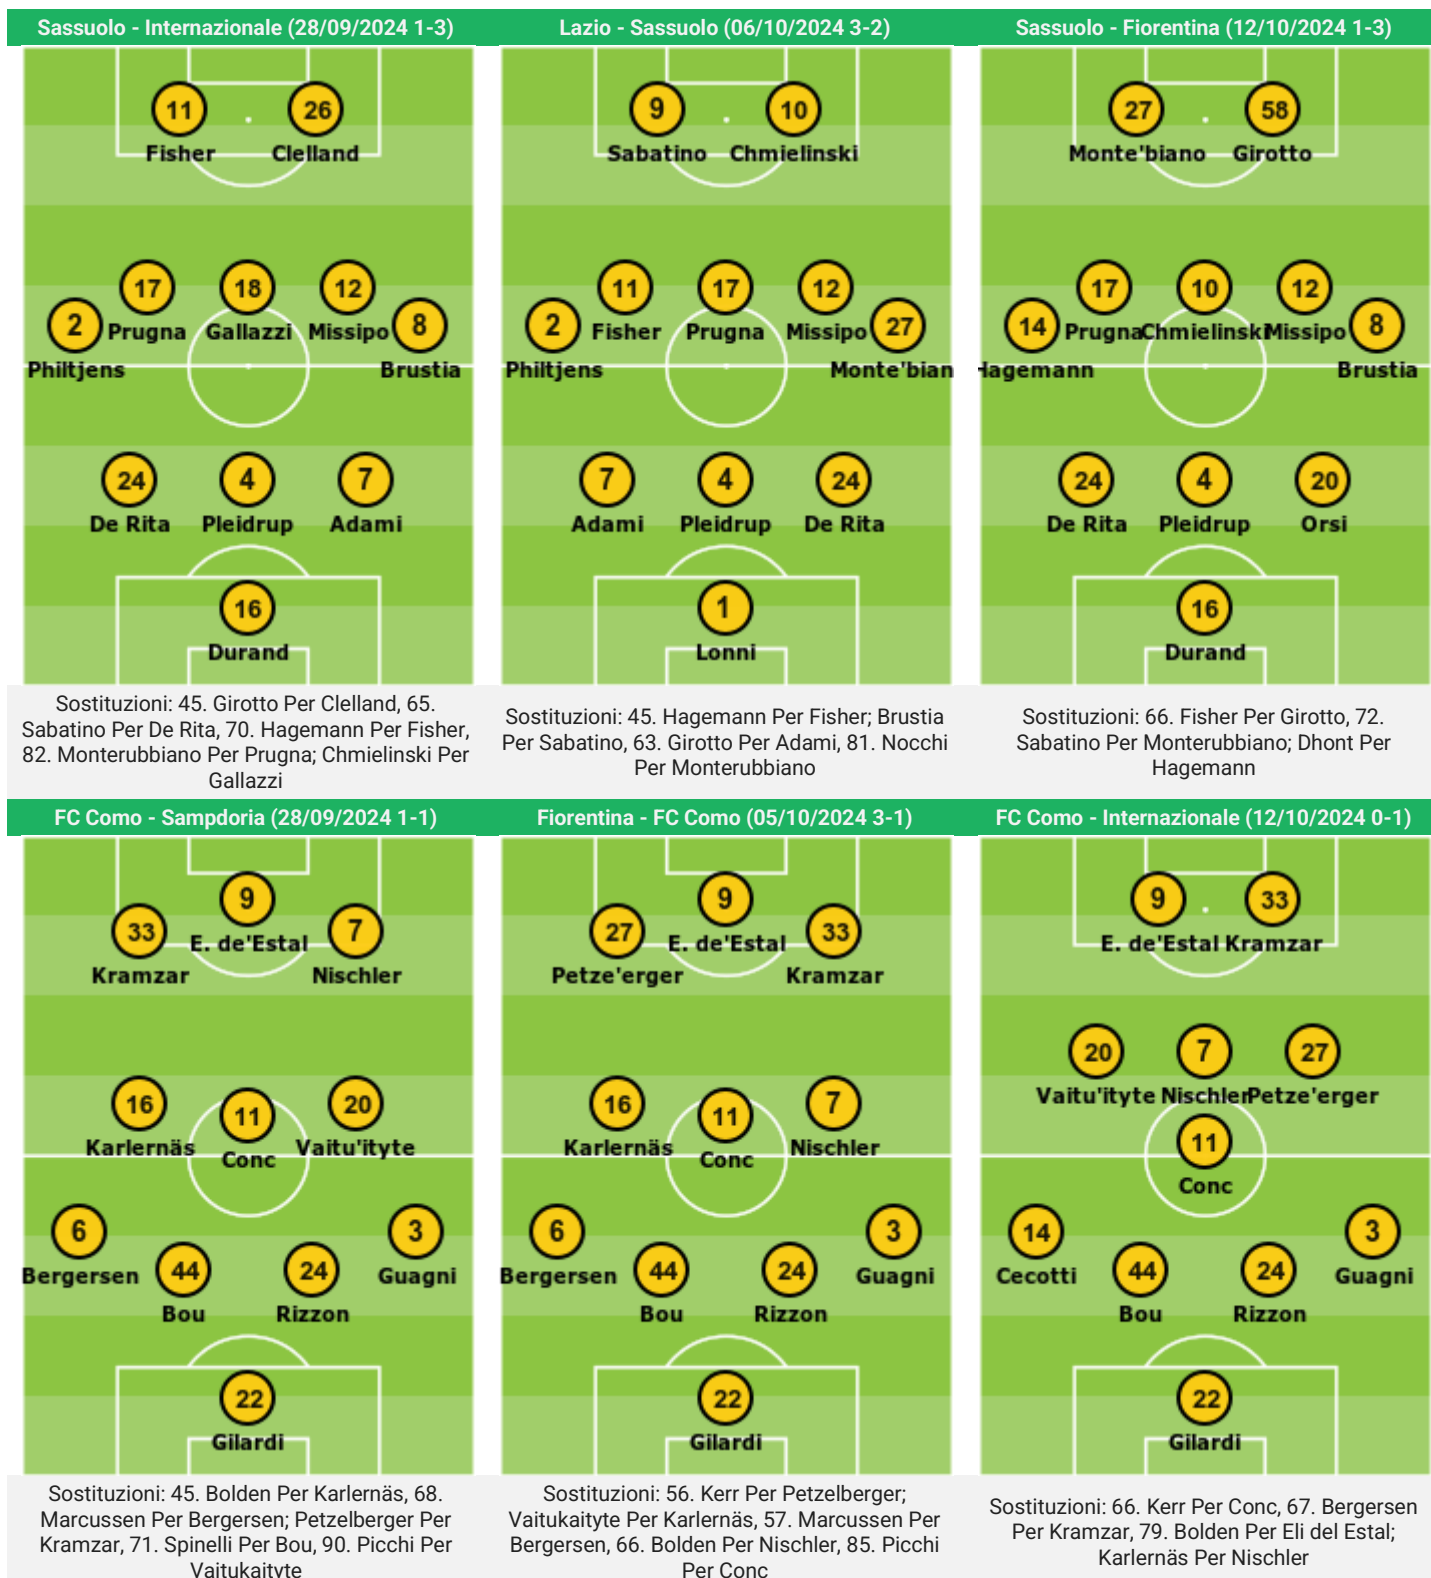 Sassuolo - Internazionale (28/09/2024 1-3)
11 26
Fisher Clelland
17 18 12
2 Prugna Gallazzi Missipo 8
Philtjens Brustia
24 4 7
De Rita Pleidrup Adami
16
Durand
Sostituzioni: 45. Girotto Per Clelland, 65.
Sabatino Per De Rita, 70. Hagemann Per Fisher,
82. Monterubbiano Per Prugna; Chmielinski Per
Gallazzi
Lazio - Sassuolo (06/10/2024 3-2)
9 10
Sabatino Chmielinski
11 17 12
2 Fisher Prugna Missipo 27
Philtjens Monte'bian
7 4 24
Adami Pleidrup De Rita
1
Lonni
Sostituzioni: 45. Hagemann Per Fisher; Brustia
Per Sabatino, 63. Girotto Per Adami, 81. Nocchi
Per Monterubbiano
Sassuolo - Fiorentina (12/10/2024 1-3)
27 58
Monte'biano Girotto
17 10 12
14 Prugna Chmielinski Missipo 8
Hagemann Brustia
24 4 20
De Rita Pleidrup Orsi
16
Durand
Sostituzioni: 66. Fisher Per Girotto, 72.
Sabatino Per Monterubbiano; Dhont Per
Hagemann
FC Como - Sampdoria (28/09/2024 1-1)
9
33 E. de'Estal 7
Kramzar Nischler
16 11 20
Karlernäs Conc Vaitu'ityte
6 3
Bergersen 44 24 Guagni
Bou Rizzon
22
Gilardi
Sostituzioni: 45. Bolden Per Karlernäs, 68.
Marcussen Per Bergersen; Petzelberger Per
Kramzar, 71. Spinelli Per Bou, 90. Picchi Per
Vaitukaityte
Fiorentina - FC Como (05/10/2024 3-1)
9
27 E. de'Estal 33
Petze'erger Kramzar
16 11 7
Karlernäs Conc Nischler
6 3
Bergersen 44 24 Guagni
Bou Rizzon
22
Gilardi
Sostituzioni: 56. Kerr Per Petzelberger;
Vaitukaityte Per Karlernäs, 57. Marcussen Per
Bergersen, 66. Bolden Per Nischler, 85. Picchi
Per Conc
FC Como - Internazionale (12/10/2024 0-1)
9 33
E. de'Estal Kramzar
20 7 27
Vaitu'ityte Nischler Petze'erger
11
Conc
14 3
Cecotti 44 24 Guagni
Bou Rizzon
22
Gilardi
Sostituzioni: 66. Kerr Per Conc, 67. Bergersen
Per Kramzar, 79. Bolden Per Eli del Estal;
Karlernäs Per Nischler